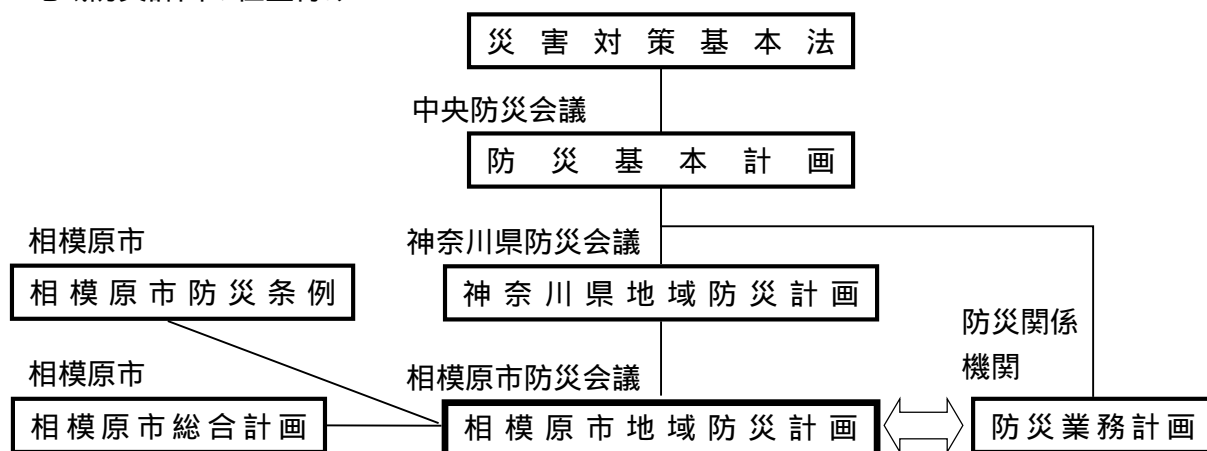 災害対策基本法
中央防災会議
防災基本計画
相模原市
神奈川県防災会議
相模原市防災条例
神奈川県地域防災計画
防災関係
機関
相模原市
相模原市防災会議
相模原市総合計画
相模原市地域防災計画
防災業務計画